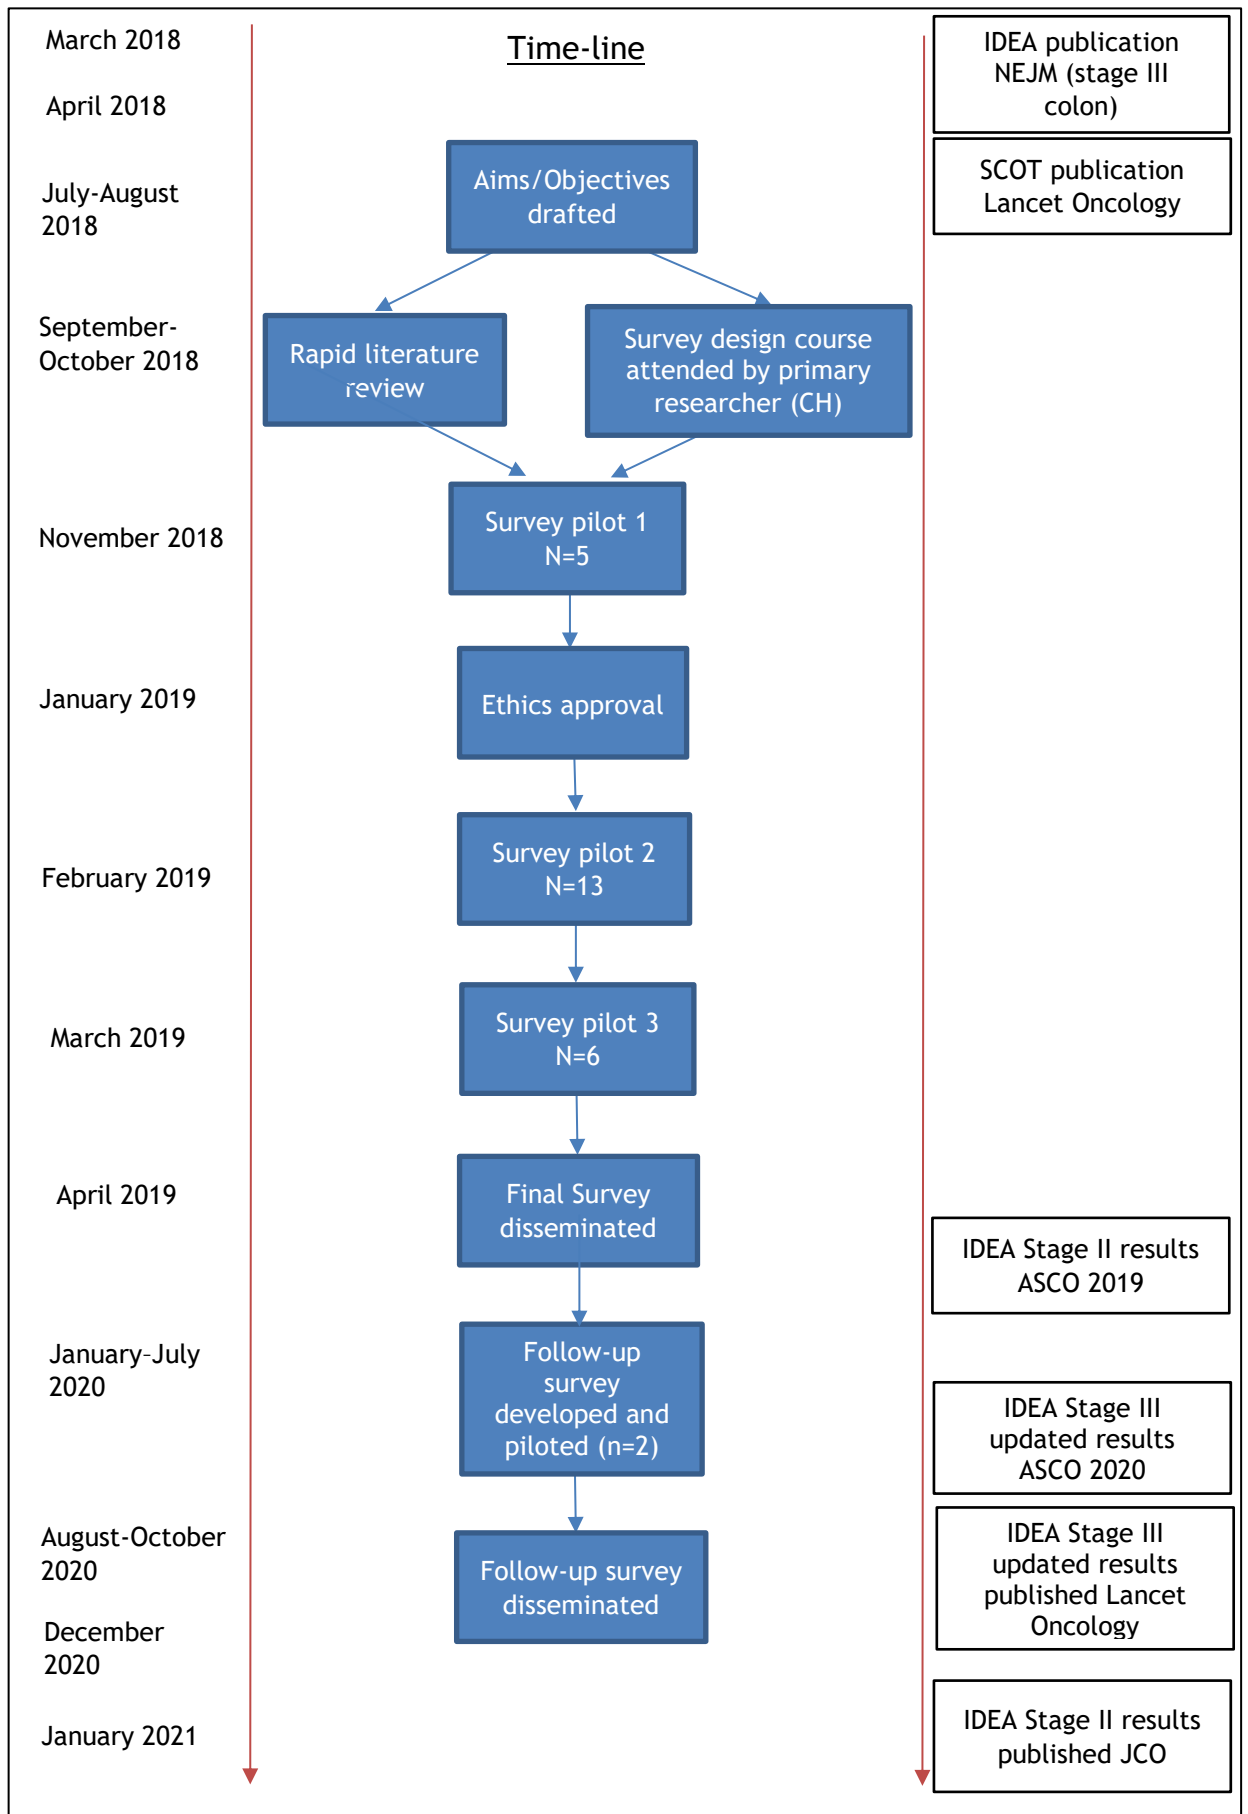 Time-line
March 2018
April 2018
IDEA publication
NEJM (stage III
colon)
July-August
2018
Aims/Objectives
drafted
SCOT publication
Lancet Oncology
September-
October 2018
Rapid literature
review
Survey design course
attended by primary
researcher (CH)
November 2018
Survey pilot 1
N=5
January 2019
Ethics approval
February 2019
Survey pilot 2
N=13
March 2019
Survey pilot 3
N=6
April 2019
Final Survey
disseminated
IDEA Stage II results
ASCO 2019
January-July
2020
Follow-up
survey
developed and
piloted (n=2)
IDEA Stage III
updated results
ASCO 2020
August-October
2020
Follow-up survey
disseminated
IDEA Stage III
updated results
published Lancet
Oncology
December
2020
January 2021
IDEA Stage II results
published JCO